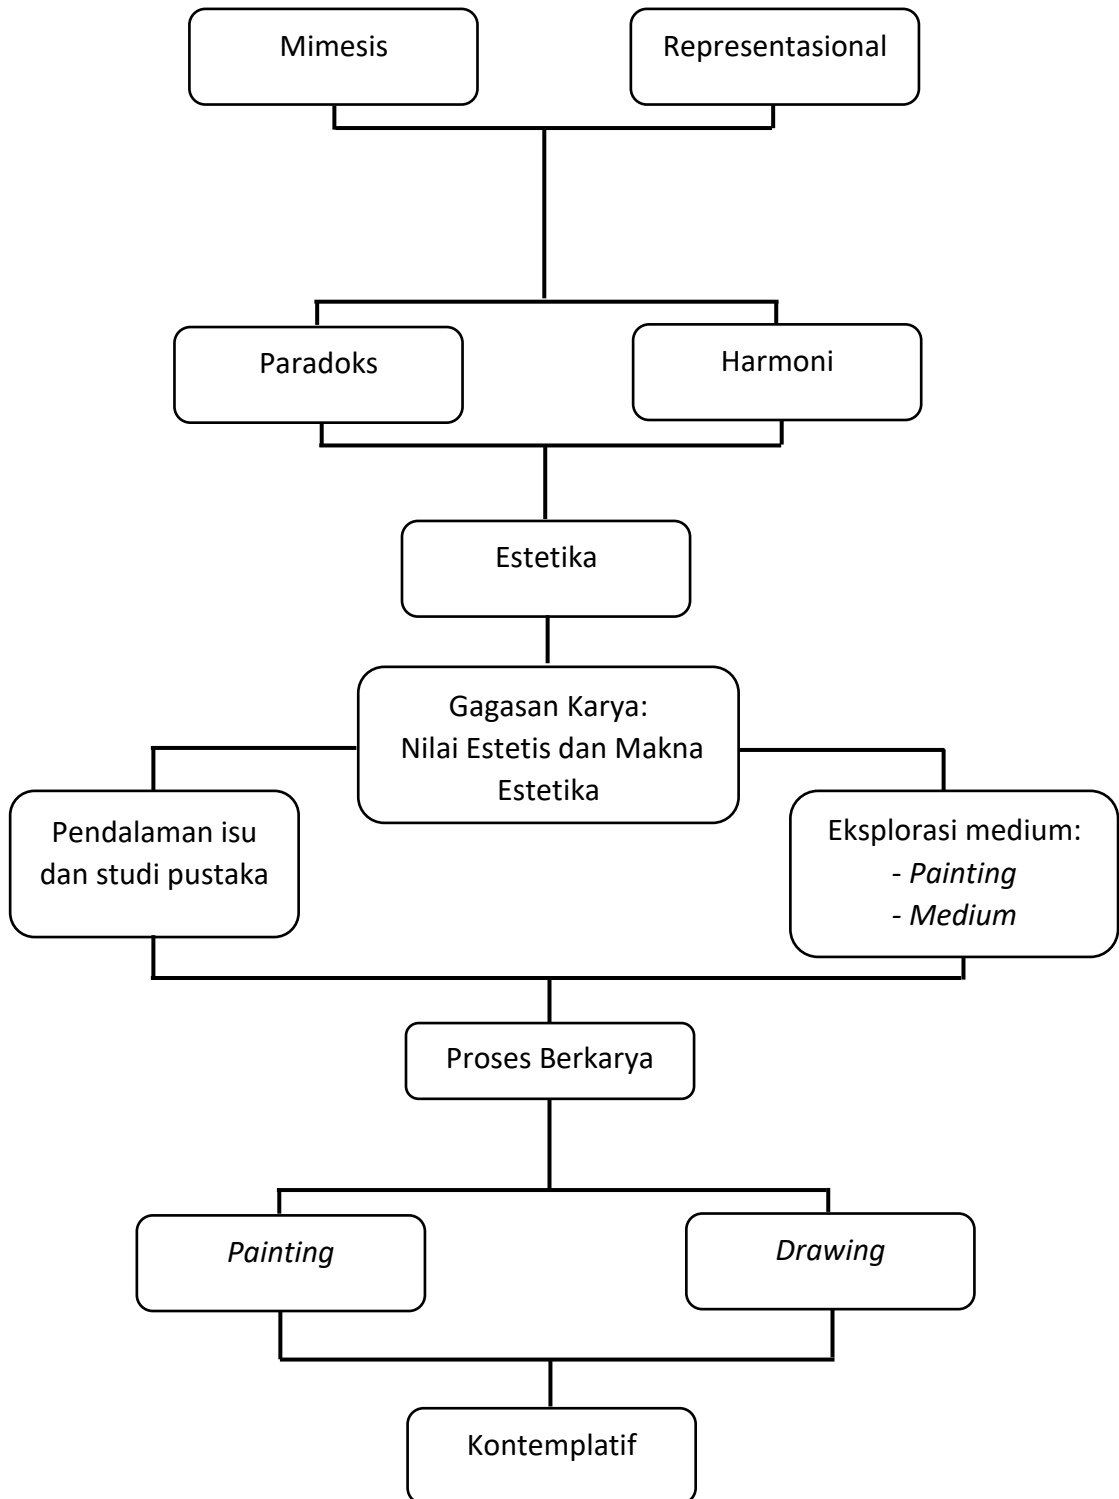 Mimesis
Representasional
Paradoks
Harmoni
Estetika
Gagasan Karya:
Nilai Estetis dan Makna
Estetika
Pendalaman isu
dan studi pustaka
Eksplorasi medium:
- Painting
- Medium
Proses Berkarya
Painting
Drawing
Kontemplatif